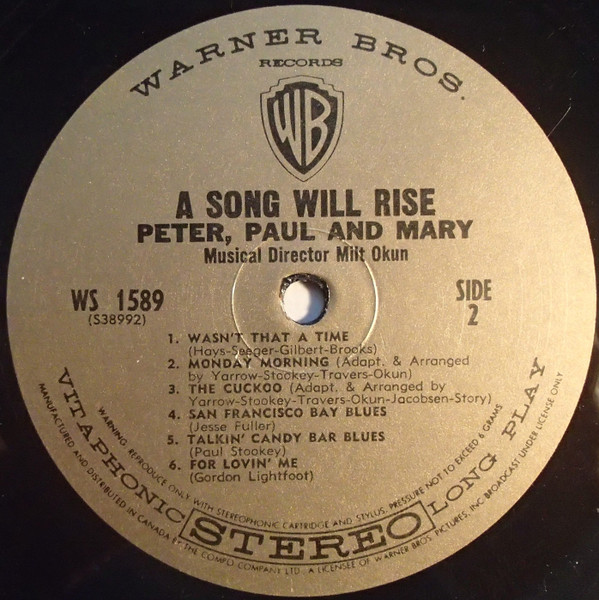 WARNER BROS.
RECORDS
WB
A SONG WILL RISE
PETER, PAUL AND MARY
Musical Director Milt Okun
WS 1589
(S38992)
SIDE
2
1. WASN'T THAT A TIME
(Hays-Seeger-Gilbert-Brooks)
2. MONDAY MORNING (Adapt. & Arranged
by Yarrow-Stookey-Travers-Okun)
3. THE CUCKOO (Adapt. & Arranged by
Yarrow-Stookey-Travers-Okun-Jacobsen-Story)
4. SAN FRANCISCO BAY BLUES
(Jesse Fuller)
5. TALKIN' CANDY BAR BLUES
(Paul Stookey)
6. FOR LOVIN' ME
(Gordon Lightfoot)
VITAPHONIC STEREO LONG PLAY
WARNING: REPRODUCE ONLY WITH STEREOPHONIC CARTRIDGE AND STYLUS. PRESSURE NOT TO EXCEED 6 GRAMS
MANUFACTURED AND DISTRIBUTED IN CANADA BY THE COMPO COMPANY LTD. A LICENSEE OF WARNER BROS. PICTURES, INC. BROADCAST UNDER LICENSE ONLY